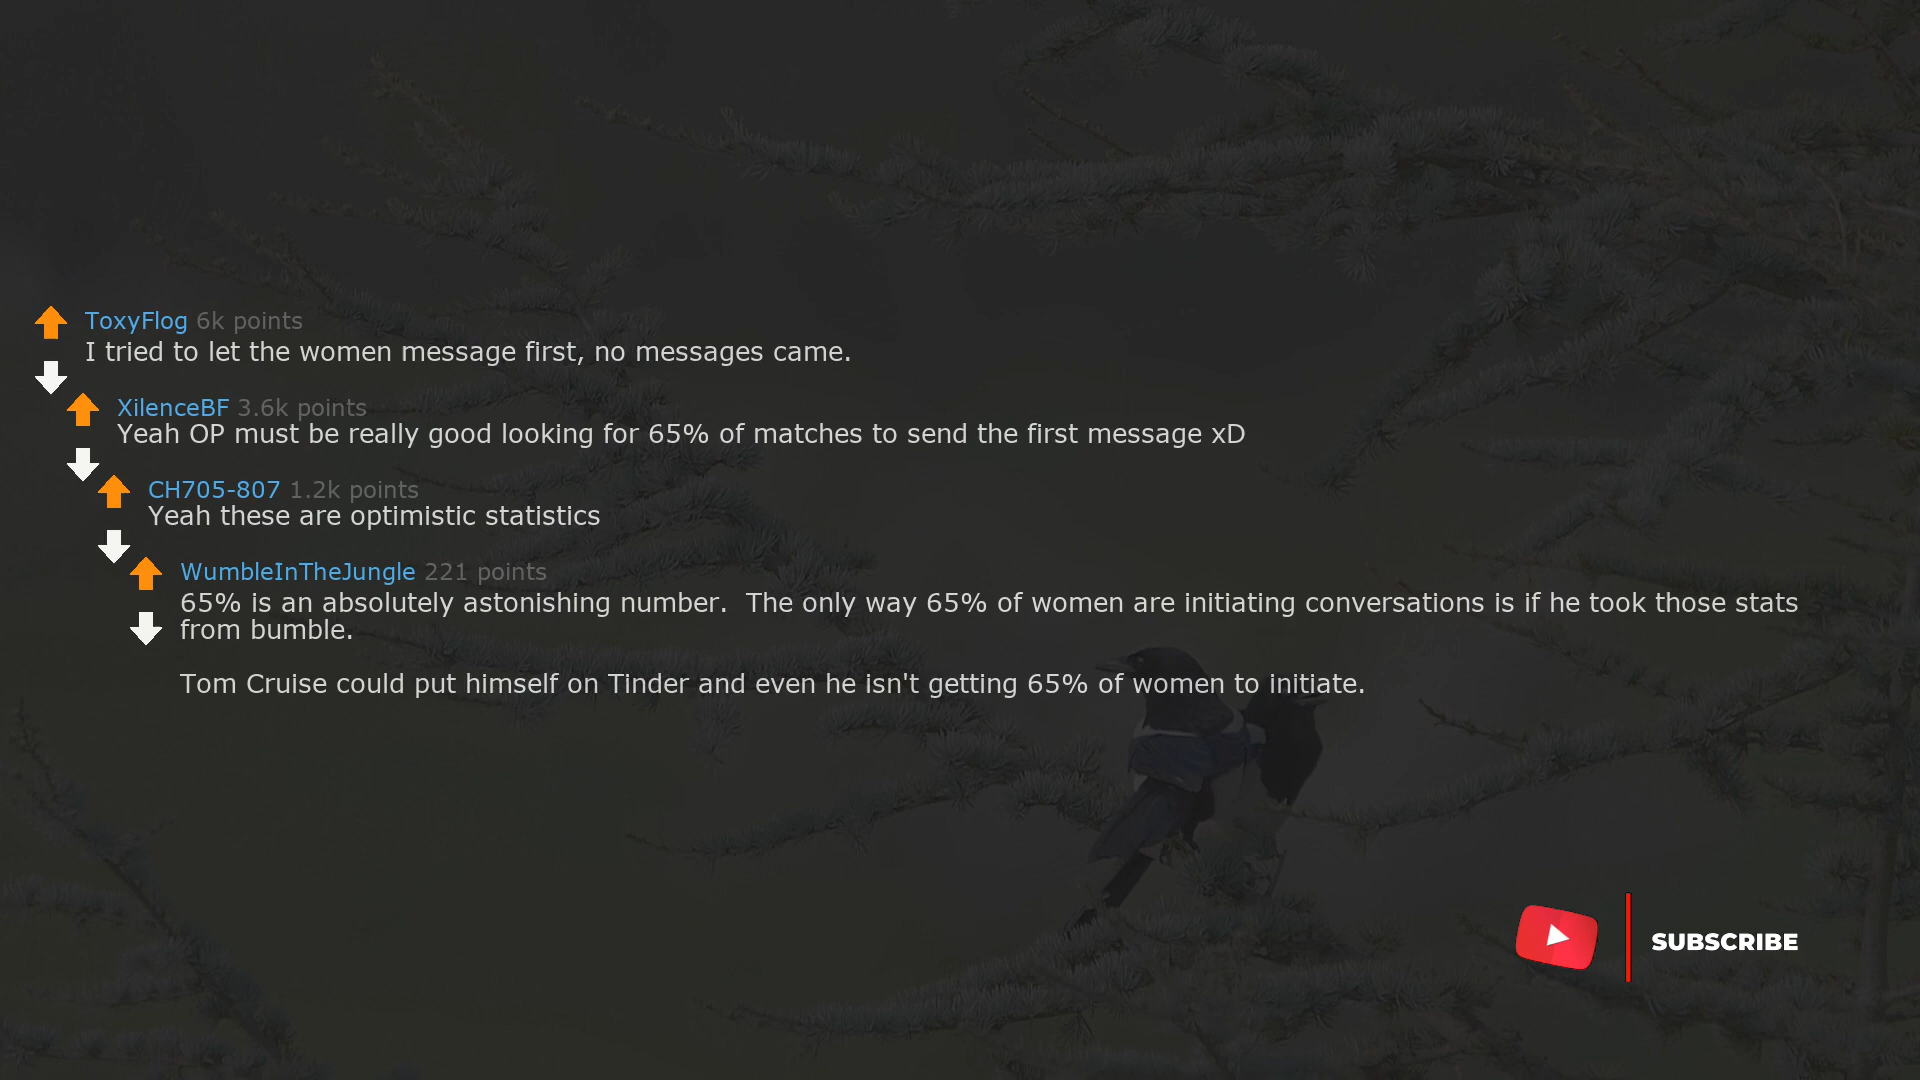 ToxyFlog 6k points
I tried to let the women message first, no messages came.
XilenceBF 3.6k points
Yeah OP must be really good looking for 65% of matches to send the first message xD
CH705-807 1.2k points
Yeah these are optimistic statistics
WumbleInTheJungle 221 points
65% is an absolutely astonishing number.  The only way 65% of women are initiating conversations is if he took those stats
from bumble.
Tom Cruise could put himself on Tinder and even he isn't getting 65% of women to initiate.
SUBSCRIBE